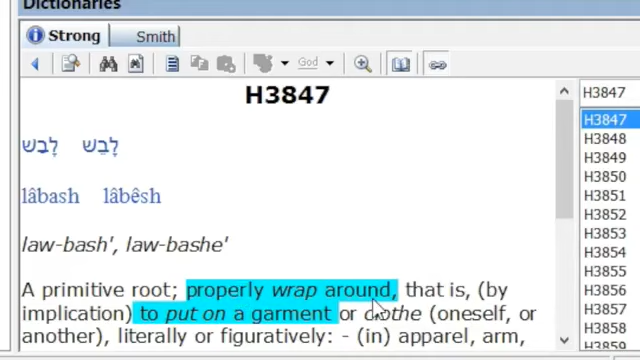 Dictionaries
Strong
Smith
God
H3847
לָבַשׁ לָבֵשׁ
lâbash lâbêsh
law-bash', law-bashe'
A primitive root; properly wrap around, that is, (by
implication) to put on a garment or clothe (oneself, or
another), literally or figuratively: - (in) apparel, arm,
H3847
H3847
H3848
H3849
H3850
H3851
H3852
H3853
H3854
H3855
H3856
H3857
H3858
H3859